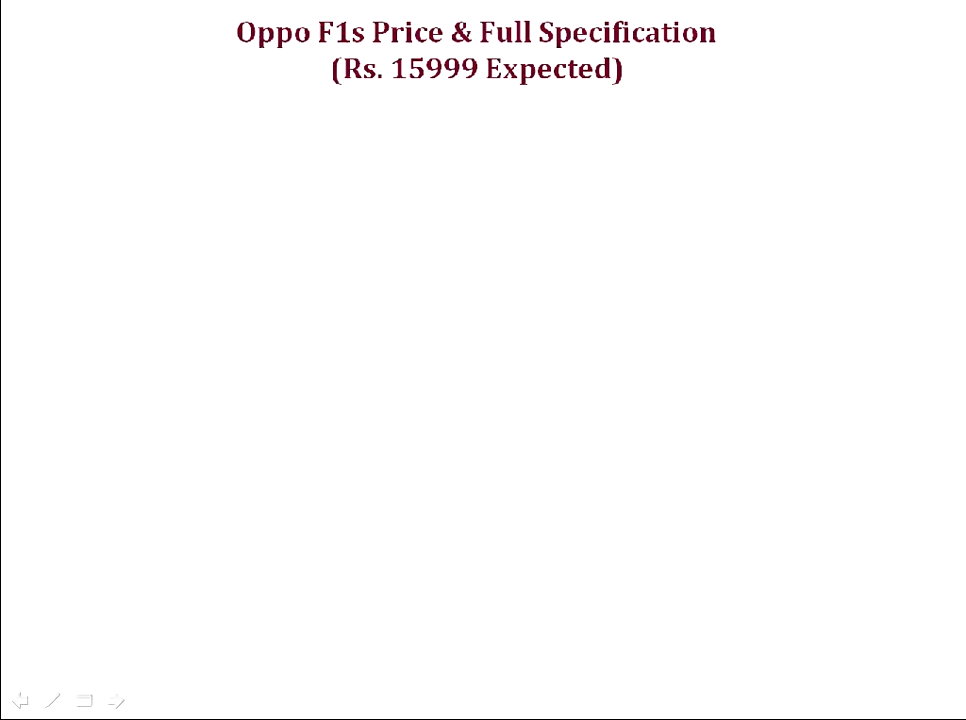 Oppo F1s Price & Full Specification
(Rs. 15999 Expected)